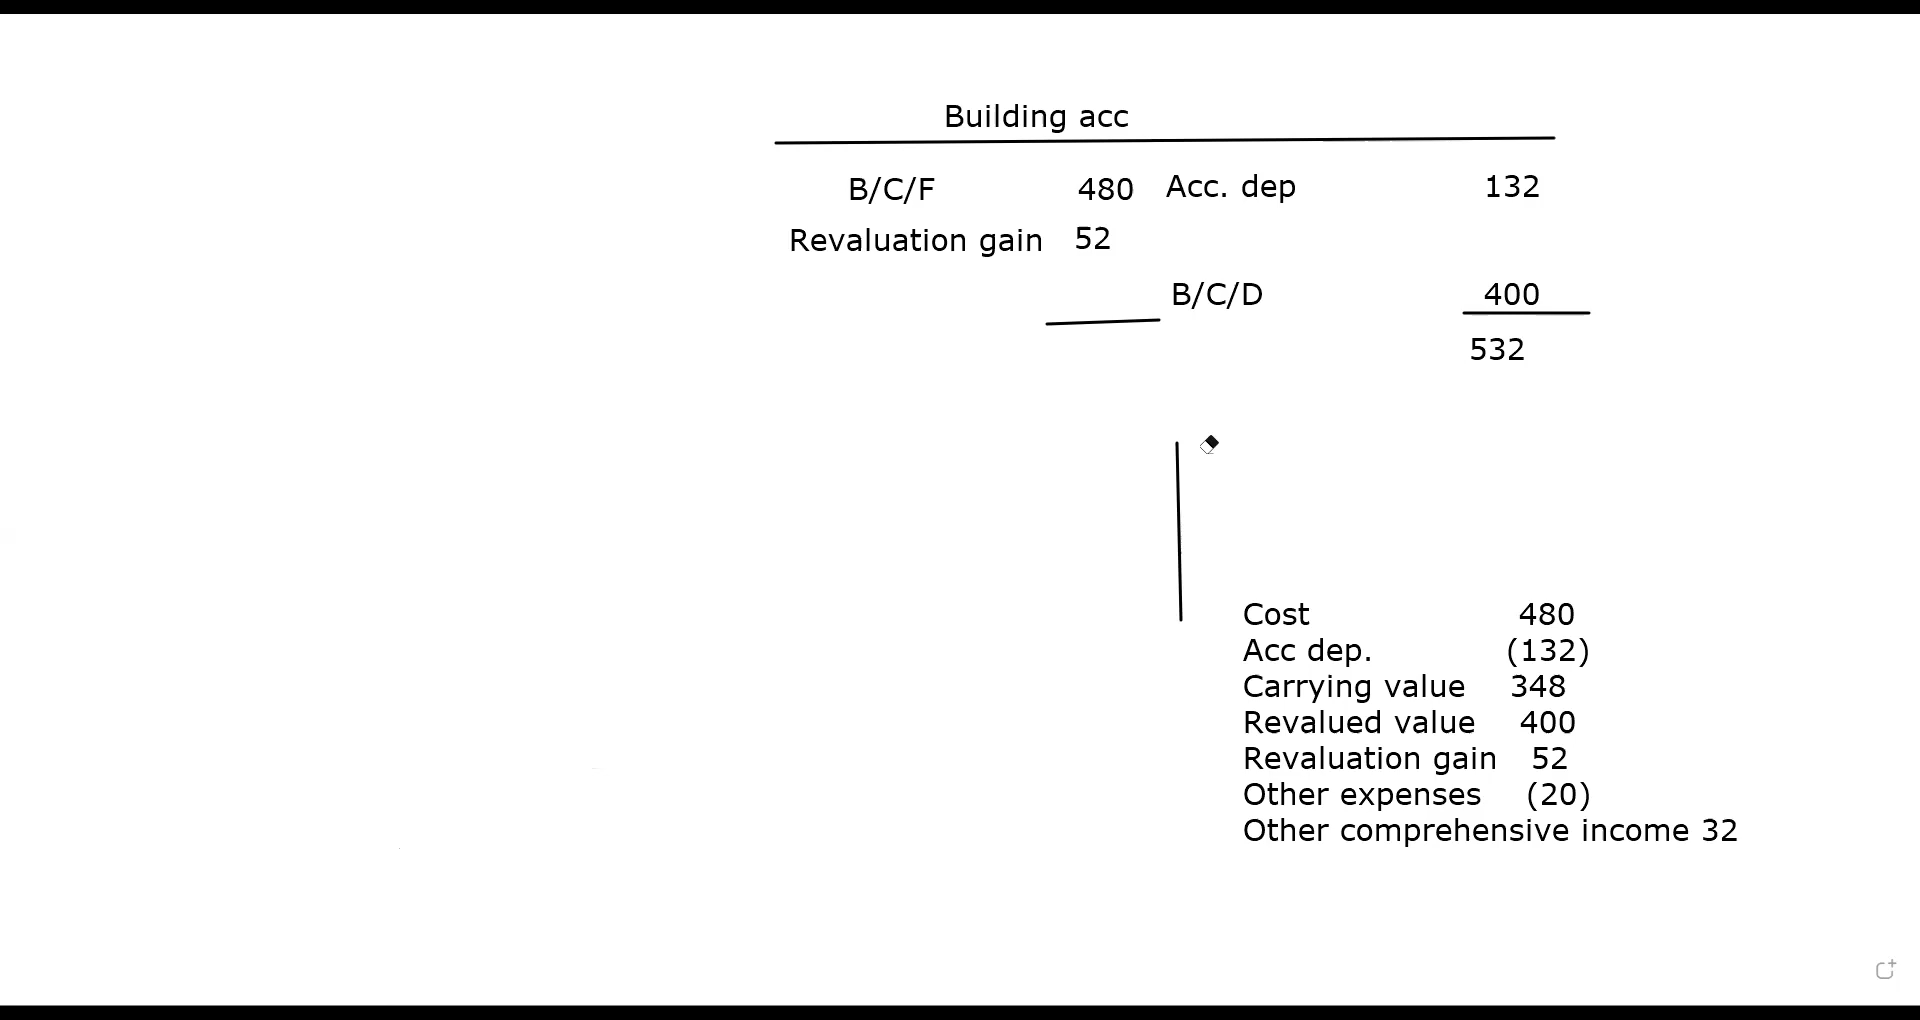 Building acc
B/C/F 480 Acc. dep 132
Revaluation gain 52
B/C/D 400
532
Cost 480
Acc dep. (132)
Carrying value 348
Revalued value 400
Revaluation gain 52
Other expenses (20)
Other comprehensive income 32